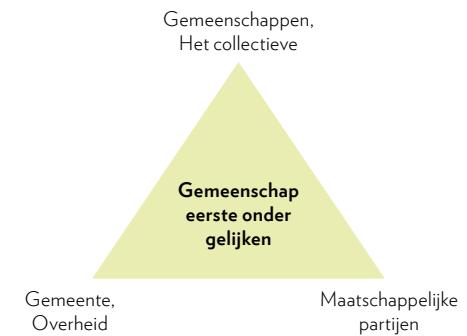 Gemeenschappen,
Het collectieve
Gemeenschap
eerste onder
gelijken
Gemeente,
Overheid
Maatschappelijke
partijen